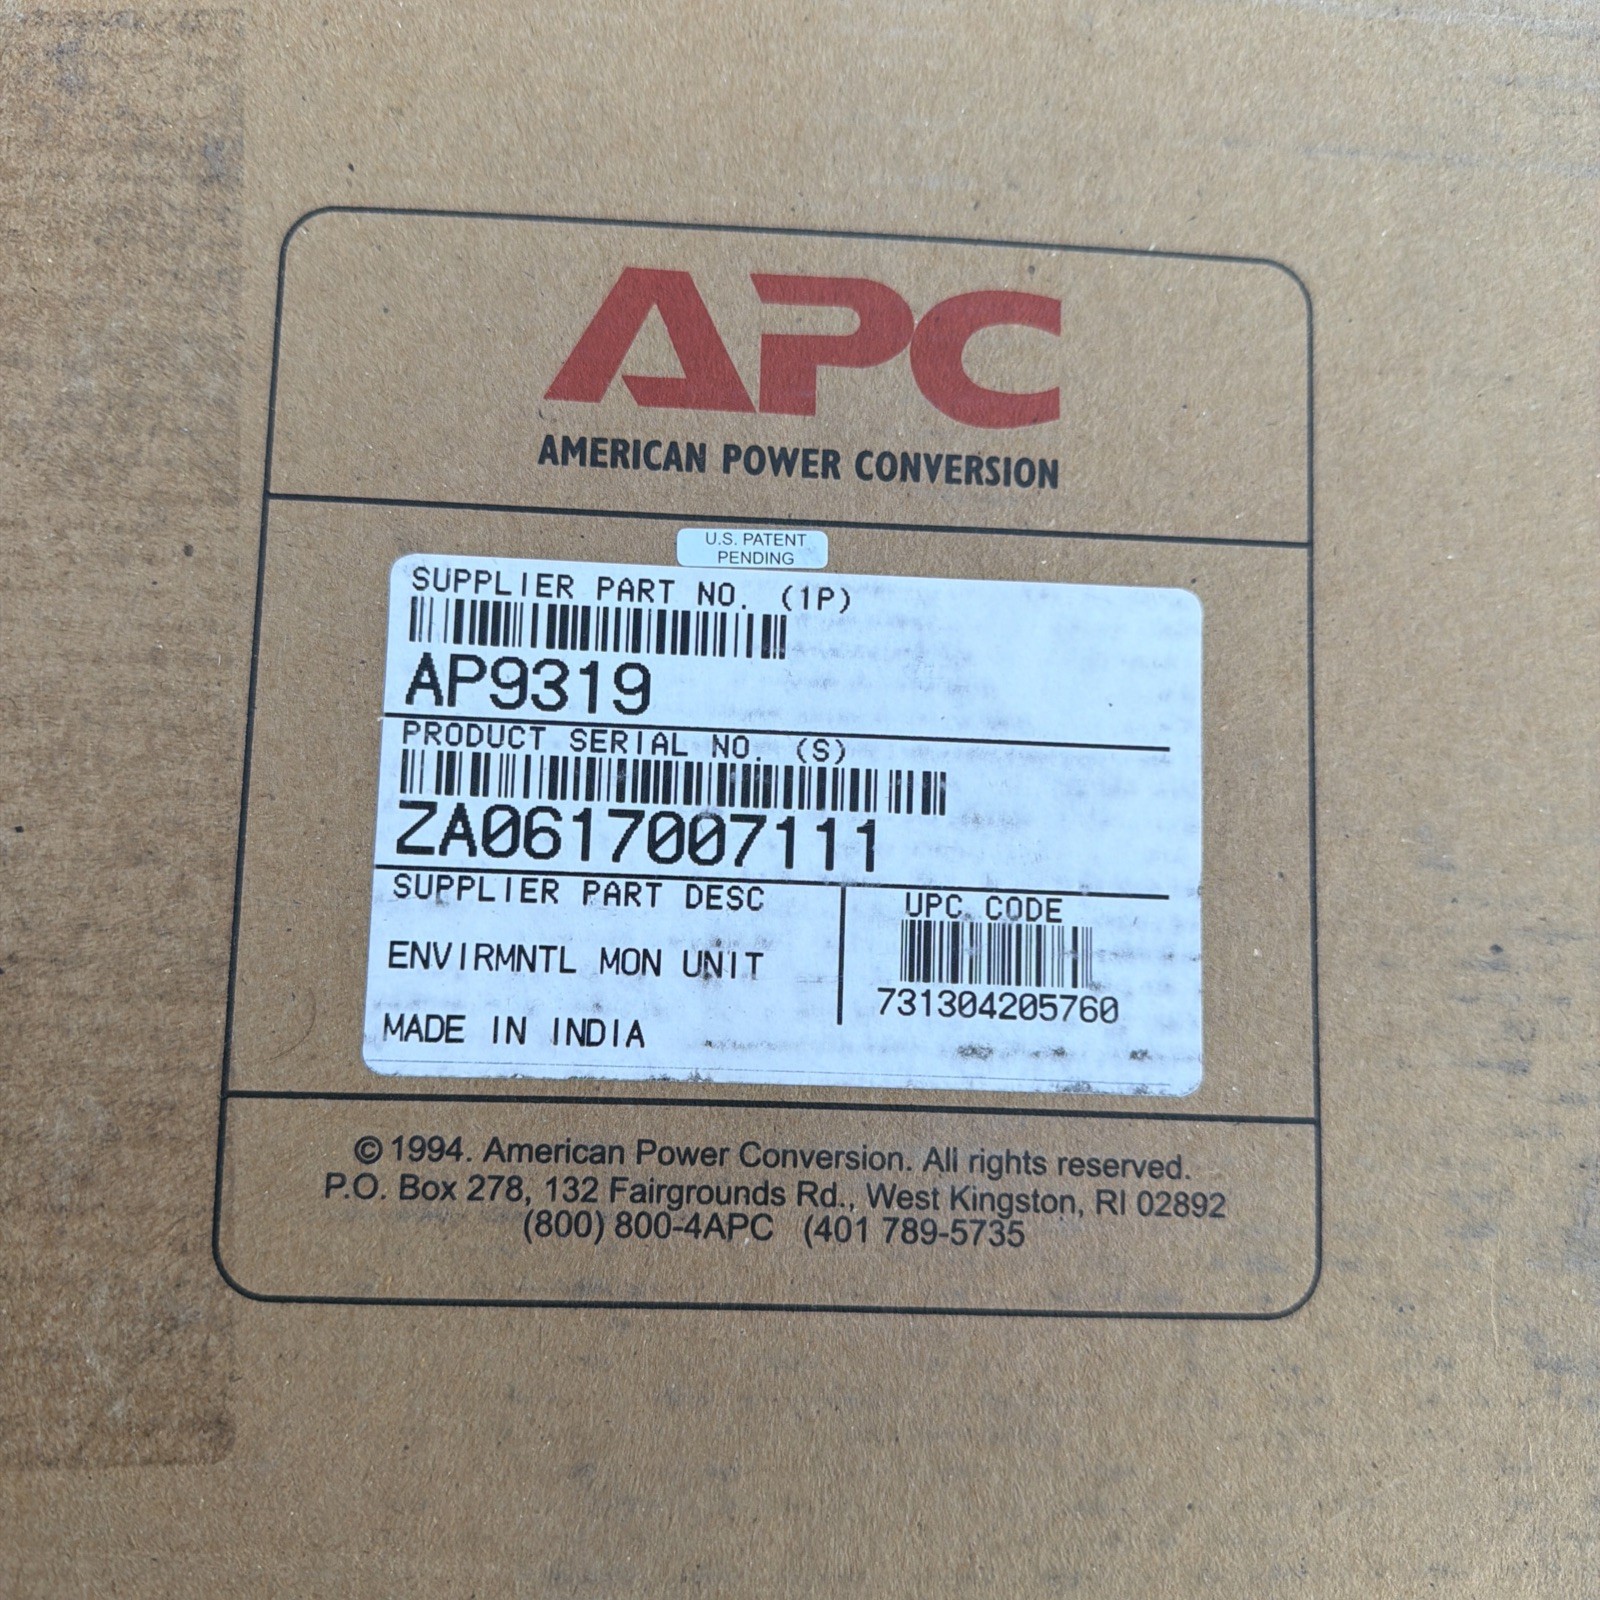 APC
AMERICAN POWER CONVERSION
U.S. PATENT
PENDING
SUPPLIER PART NO. (1P)
AP9319
PRODUCT SERIAL NO. (S)
ZA0617007111
SUPPLIER PART DESC
UPC CODE
ENVIRMNTL MON UNIT
731304205760
MADE IN INDIA
© 1994. American Power Conversion. All rights reserved.
P.O. Box 278, 132 Fairgrounds Rd., West Kingston, RI 02892
(800) 800-4APC (401 789-5735